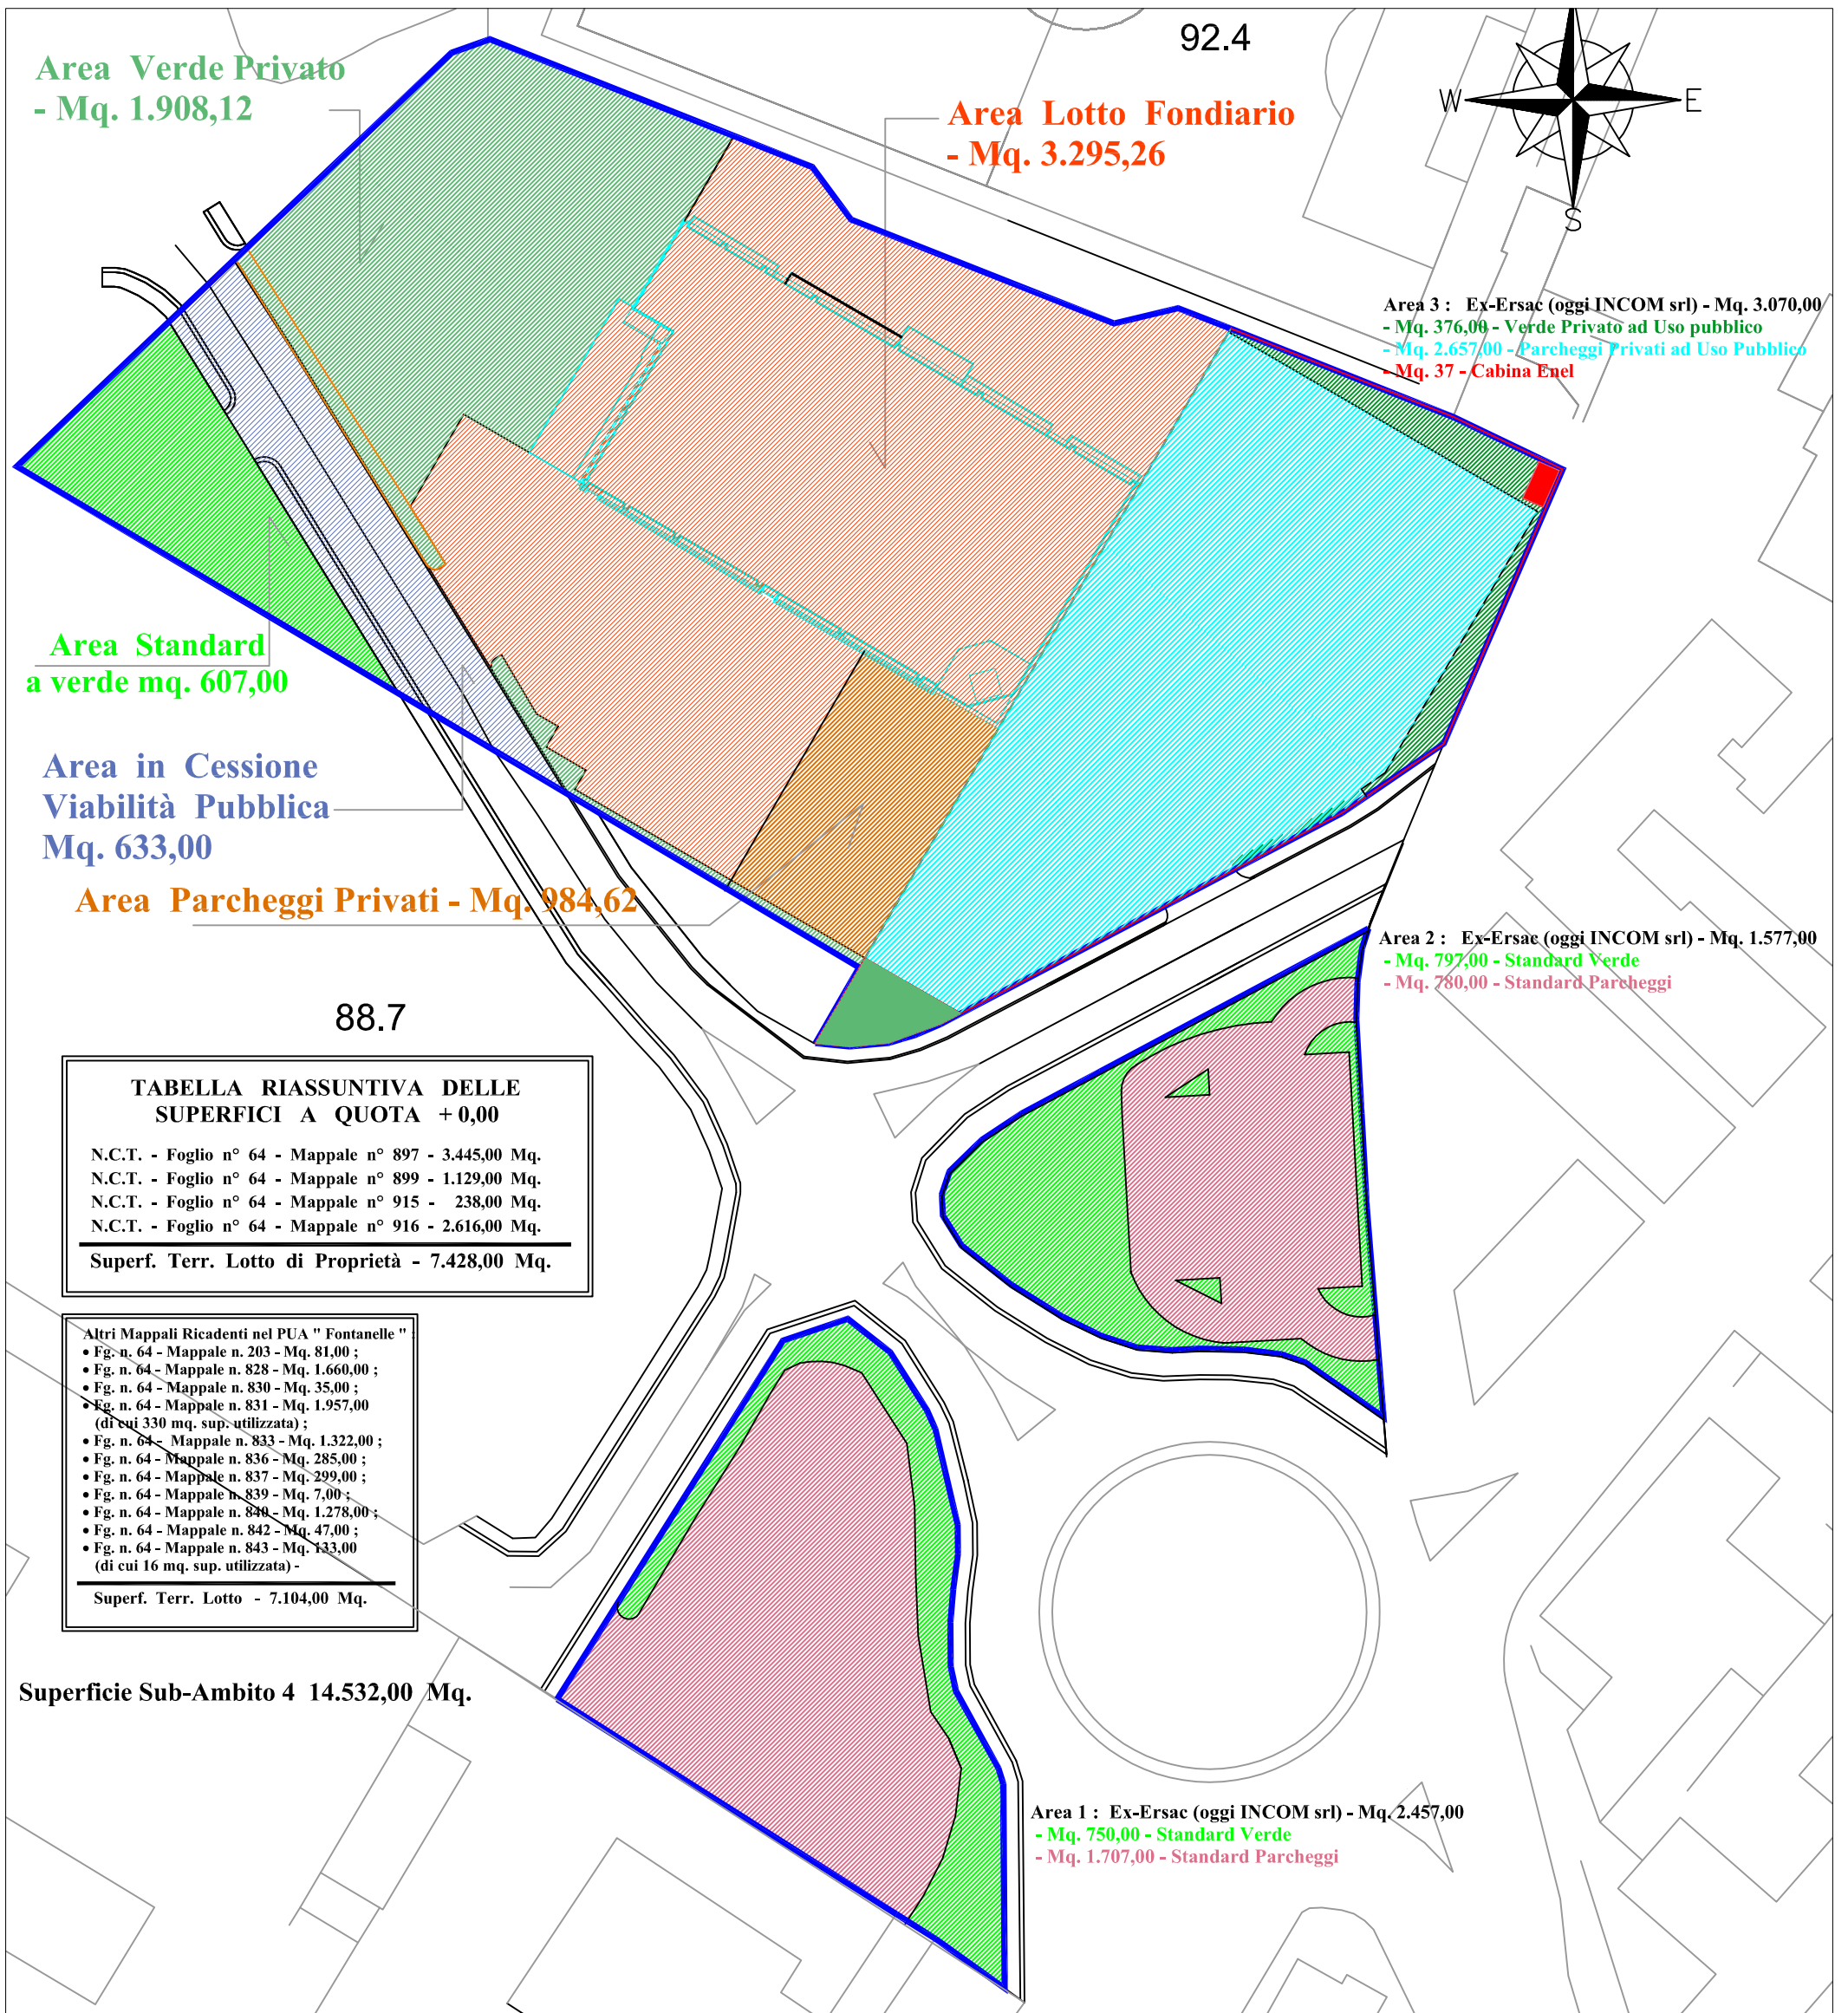 92.4
Area Verde Privato
- Mq. 1.908,12
Area Lotto Fondiario
- Mq. 3.295,26
W
E
S
Area 3 : Ex-Ersac (oggi INCOM srl) - Mq. 3.070,00
- Mq. 376,00 - Verde Privato ad Uso pubblico
- Mq. 2.657,00 - Parcheggi Privati ad Uso Pubblico
- Mq. 37 - Cabina Enel
Area Standard
a verde mq. 607,00
Area in Cessione
Viabilità Pubblica
Mq. 633,00
Area Parcheggi Privati - Mq. 984,62
Area 2 : Ex-Ersac (oggi INCOM srl) - Mq. 1.577,00
- Mq. 797,00 - Standard Verde
- Mq. 780,00 - Standard Parcheggi
88.7
TABELLA RIASSUNTIVA DELLE
SUPERFICI A QUOTA + 0,00
N.C.T. - Foglio n° 64 - Mappale n° 897 - 3.445,00 Mq.
N.C.T. - Foglio n° 64 - Mappale n° 899 - 1.129,00 Mq.
N.C.T. - Foglio n° 64 - Mappale n° 915 - 238,00 Mq.
N.C.T. - Foglio n° 64 - Mappale n° 916 - 2.616,00 Mq.
Superf. Terr. Lotto di Proprietà - 7.428,00 Mq.
Altri Mappali Ricadenti nel PUA " Fontanelle " :
• Fg. n. 64 - Mappale n. 203 - Mq. 81,00 ;
• Fg. n. 64 - Mappale n. 828 - Mq. 1.660,00 ;
• Fg. n. 64 - Mappale n. 830 - Mq. 35,00 ;
• Fg. n. 64 - Mappale n. 831 - Mq. 1.957,00
(di cui 330 mq. sup. utilizzata) ;
• Fg. n. 64 - Mappale n. 833 - Mq. 1.322,00 ;
• Fg. n. 64 - Mappale n. 836 - Mq. 285,00 ;
• Fg. n. 64 - Mappale n. 837 - Mq. 299,00 ;
• Fg. n. 64 - Mappale n. 839 - Mq. 7,00 ;
• Fg. n. 64 - Mappale n. 840 - Mq. 1.278,00 ;
• Fg. n. 64 - Mappale n. 842 - Mq. 47,00 ;
• Fg. n. 64 - Mappale n. 843 - Mq. 133,00
(di cui 16 mq. sup. utilizzata) -
Superf. Terr. Lotto - 7.104,00 Mq.
Superficie Sub-Ambito 4 14.532,00 Mq.
Area 1 : Ex-Ersac (oggi INCOM srl) - Mq. 2.457,00
- Mq. 750,00 - Standard Verde
- Mq. 1.707,00 - Standard Parcheggi